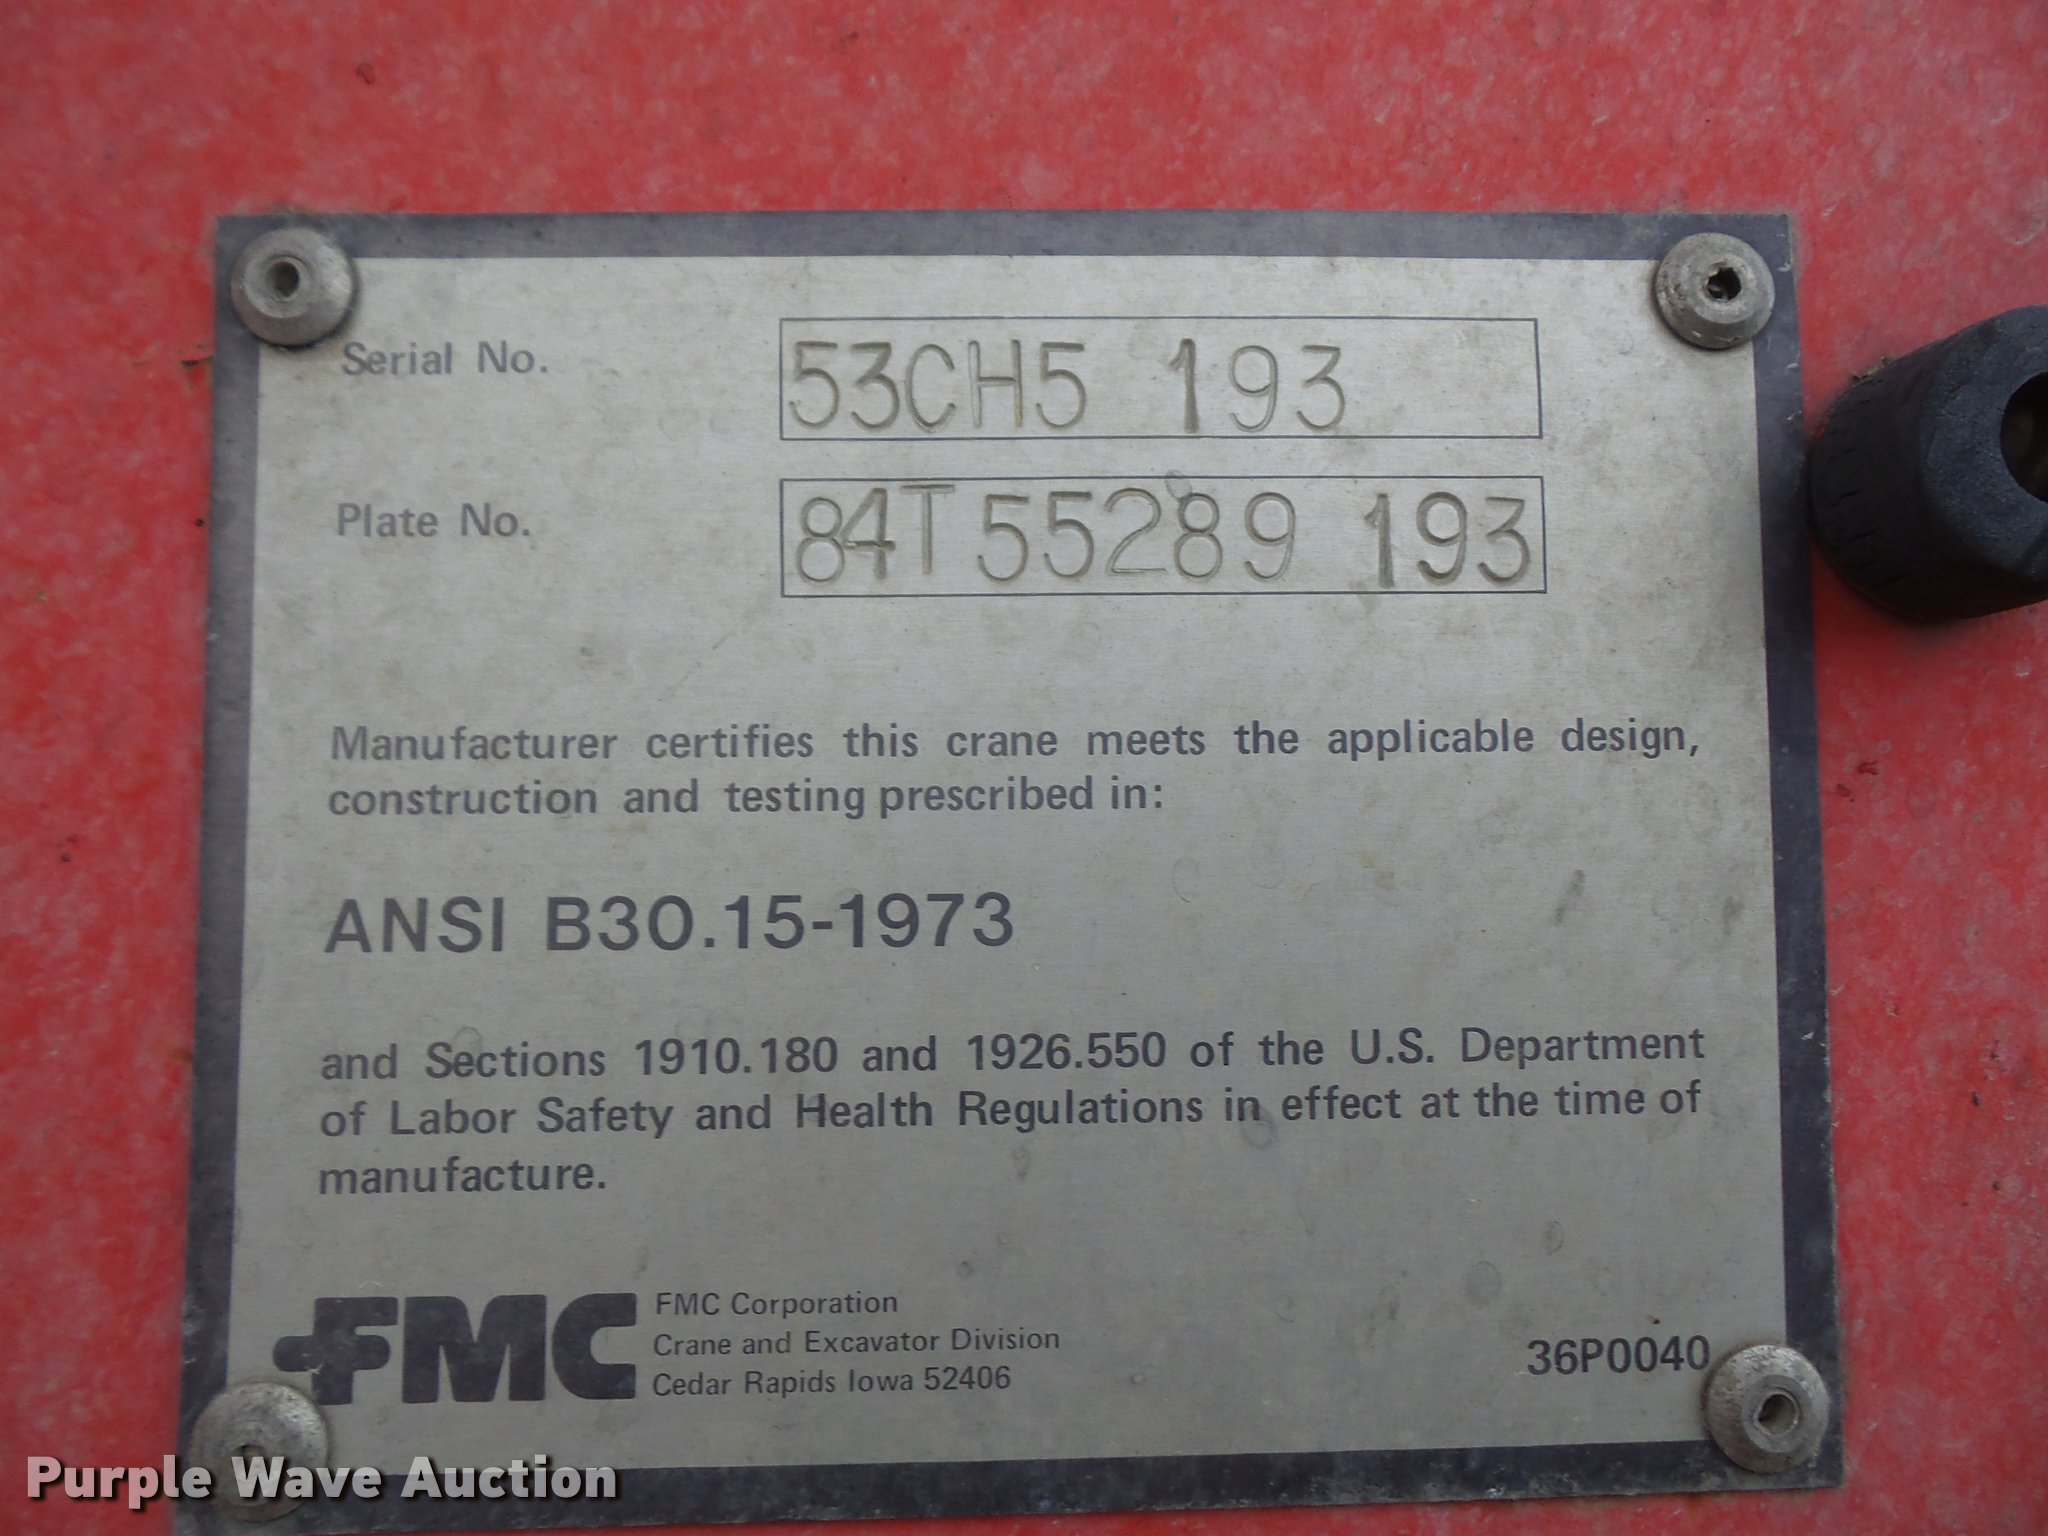 Serial No. 53CH5 193
Plate No. 84T55289 193
Manufacturer certifies this crane meets the applicable design,
construction and testing prescribed in:
ANSI B30.15-1973
and Sections 1910.180 and 1926.550 of the U.S. Department
of Labor Safety and Health Regulations in effect at the time of
manufacture.
FMC
FMC Corporation
Crane and Excavator Division
Cedar Rapids Iowa 52406
36P0040
Purple Wave Auction